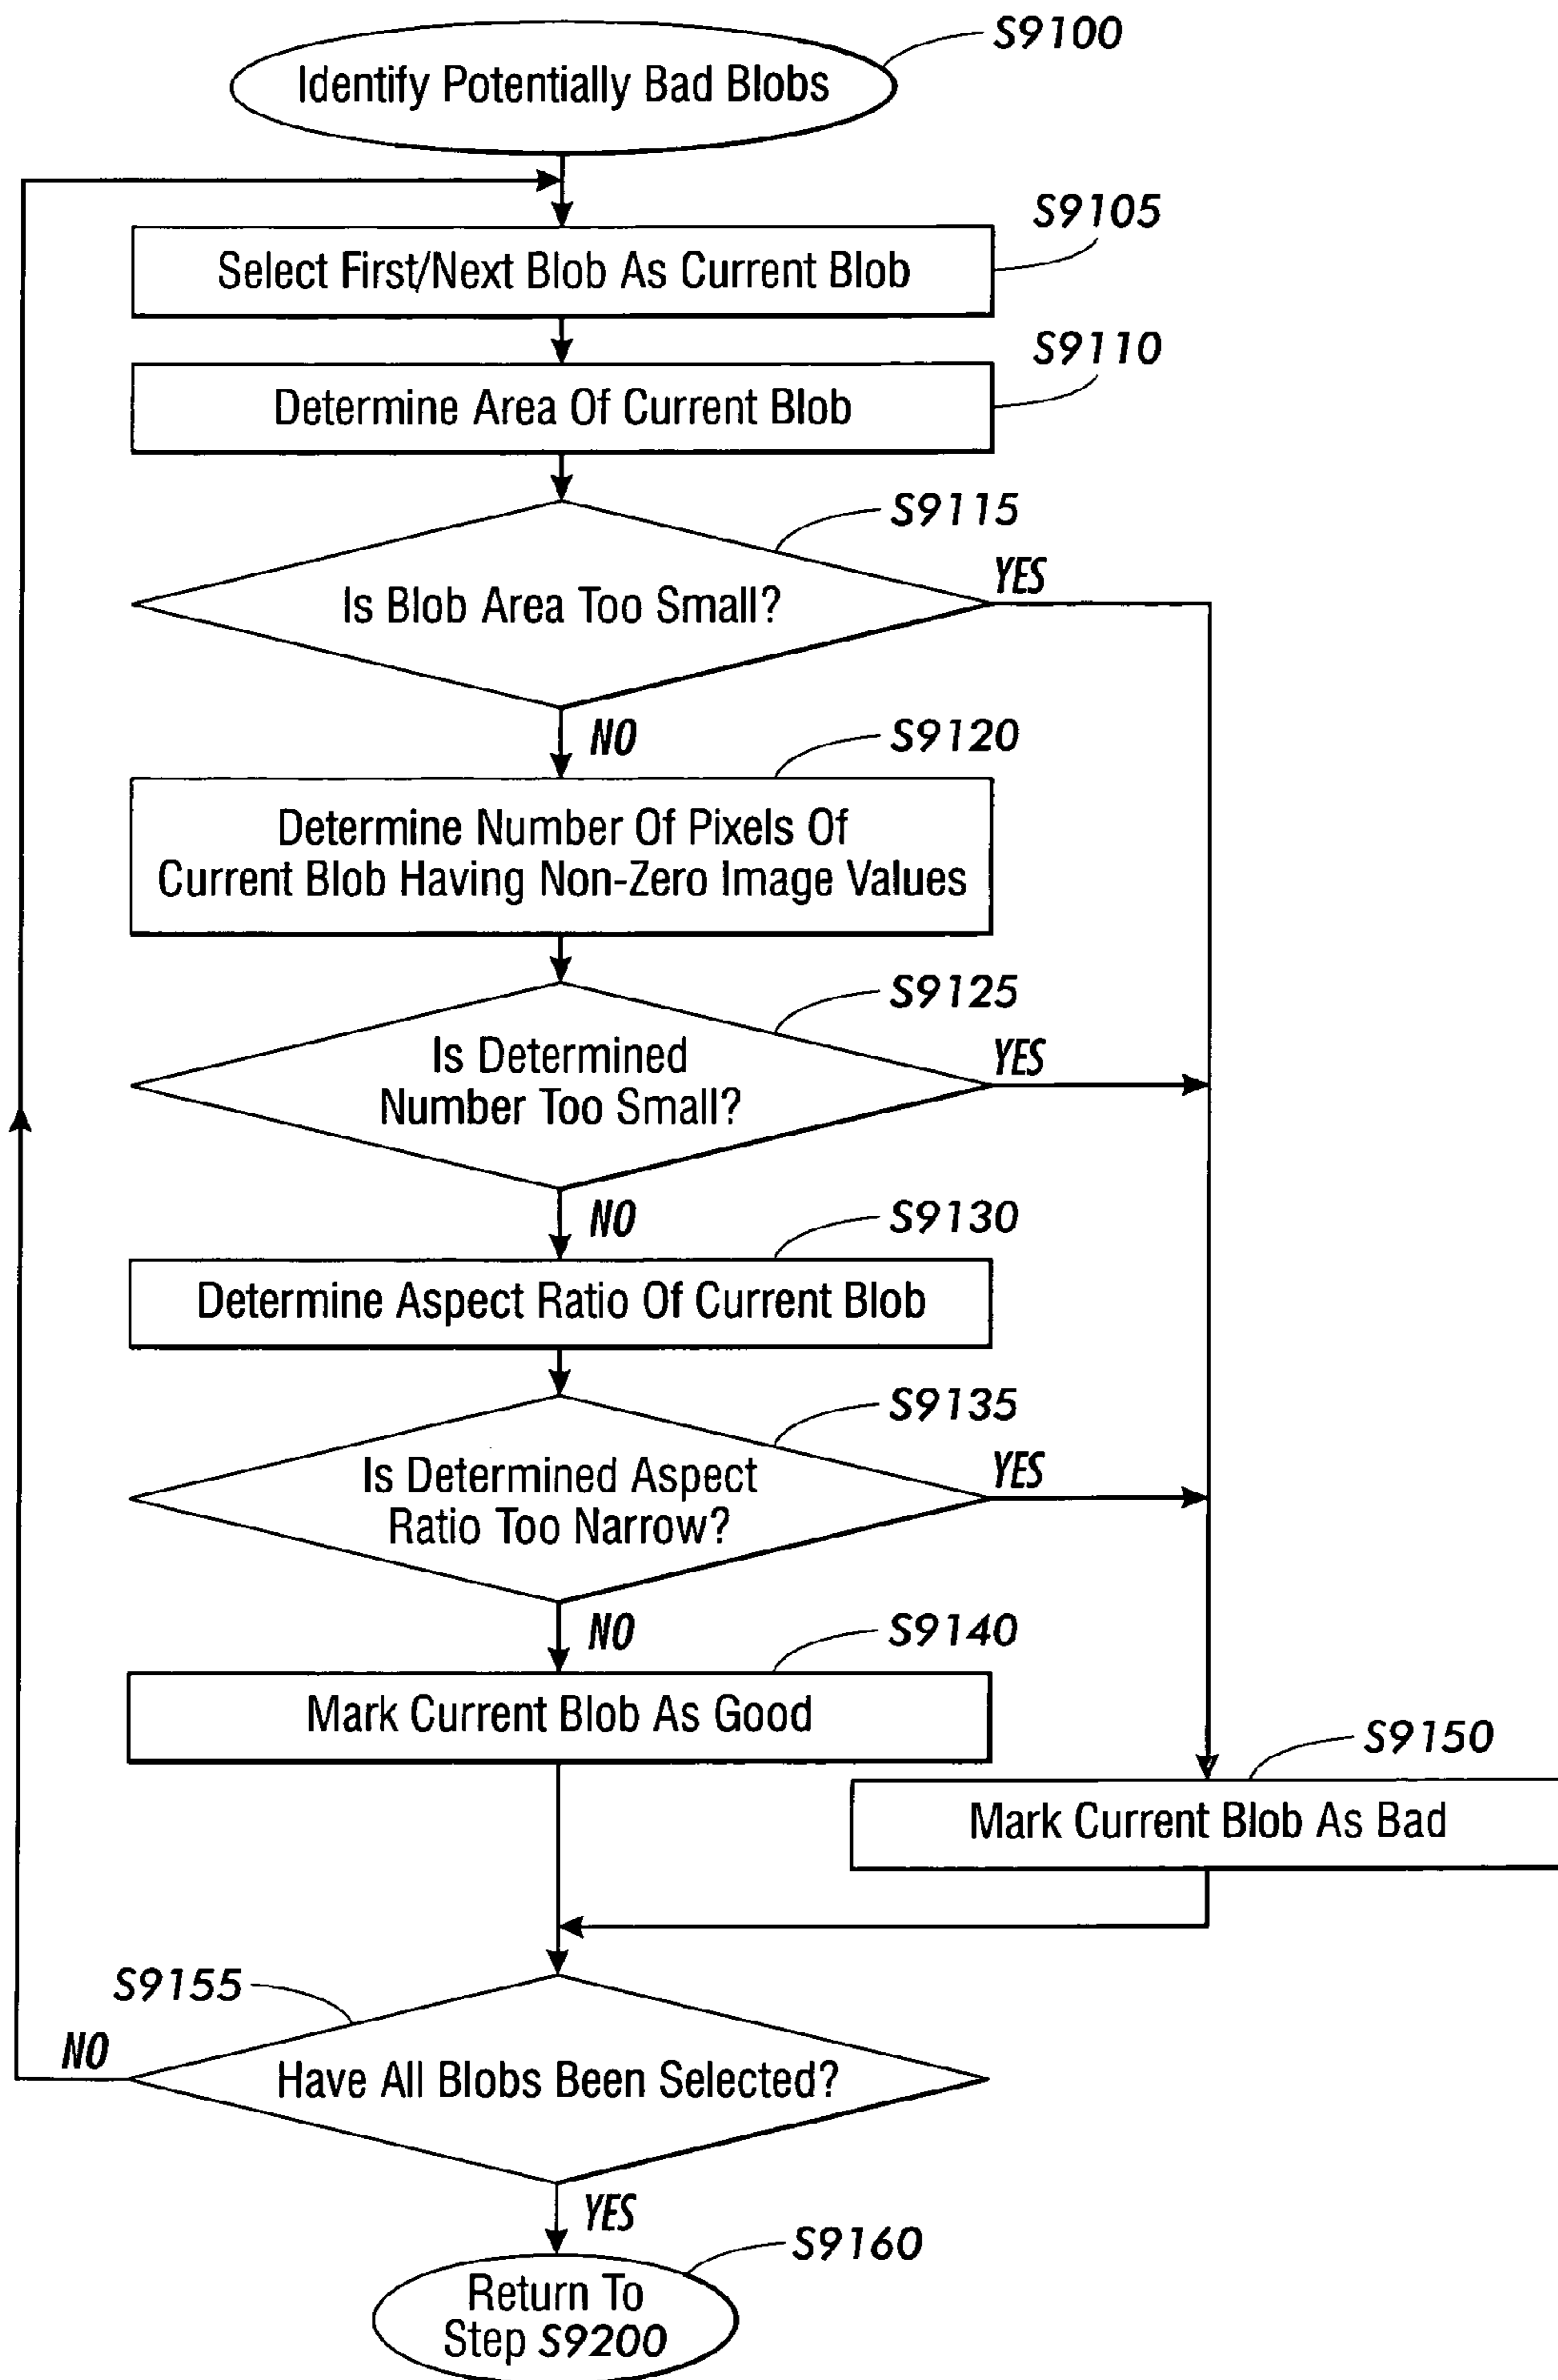 S9100
Identify Potentially Bad Blobs
S9105
Select First/Next Blob As Current Blob
S9110
Determine Area Of Current Blob
S9115
Is Blob Area Too Small?
YES
NO
S9120
Determine Number Of Pixels Of
Current Blob Having Non-Zero Image Values
S9125
Is Determined
Number Too Small?
YES
NO
S9130
Determine Aspect Ratio Of Current Blob
S9135
Is Determined Aspect
Ratio Too Narrow?
YES
NO
S9140
Mark Current Blob As Good
S9150
Mark Current Blob As Bad
S9155
NO
Have All Blobs Been Selected?
YES
S9160
Return To
Step S9200